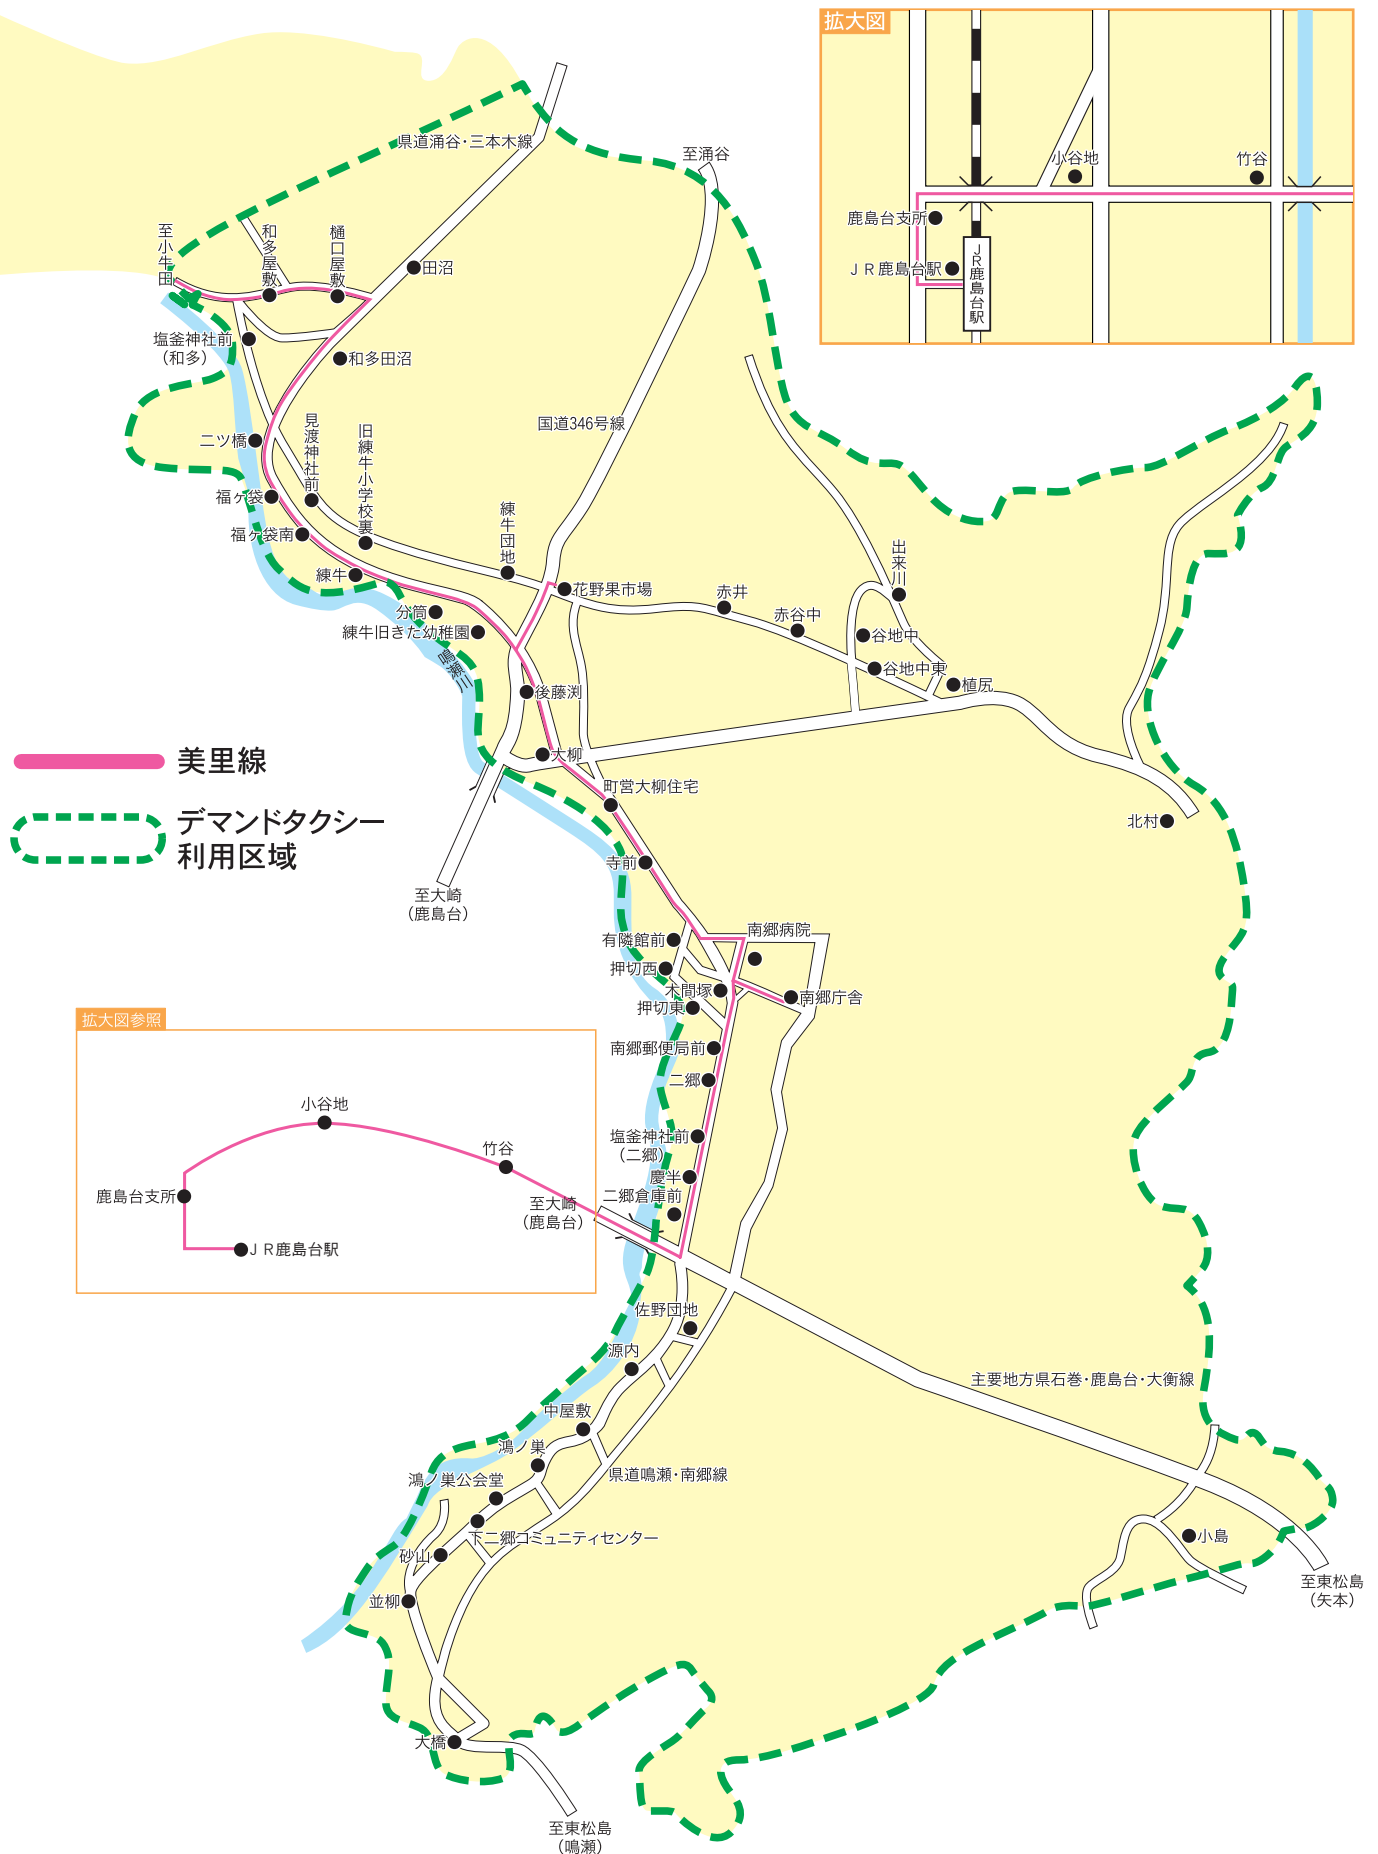 拡大図
小谷地
竹谷
鹿島台支所
ＪＲ鹿島台駅
ＪＲ鹿島台駅
県道涌谷・三本木線
至涌谷
至小牛田
和多屋敷
樋口屋敷
田沼
塩釜神社前
（和多）
和多田沼
国道346号線
二ツ橋
見渡神社前
旧練牛小学校裏
福ヶ袋
福ヶ袋南
練牛団地
練牛
花野果市場
赤井
出来川
分筒
赤谷中
練牛旧きた幼稚園
谷地中
鳴瀬川
谷地中東
植尻
後藤渕
大柳
美里線
町営大柳住宅
デマンドタクシー
利用区域
北村
寺前
至大崎
（鹿島台）
有隣館前
南郷病院
押切西
木間塚
南郷庁舎
押切東
拡大図参照
南郷郵便局前
二郷
小谷地
塩釜神社前
（二郷）
竹谷
慶半
鹿島台支所
二郷倉庫前
至大崎
（鹿島台）
ＪＲ鹿島台駅
佐野団地
源内
主要地方県石巻・鹿島台・大衡線
中屋敷
鴻ノ巣
県道鳴瀬・南郷線
鴻ノ巣公会堂
下二郷コミュニティセンター
小島
砂山
至東松島
（矢本）
並柳
大橋
至東松島
（鳴瀬）